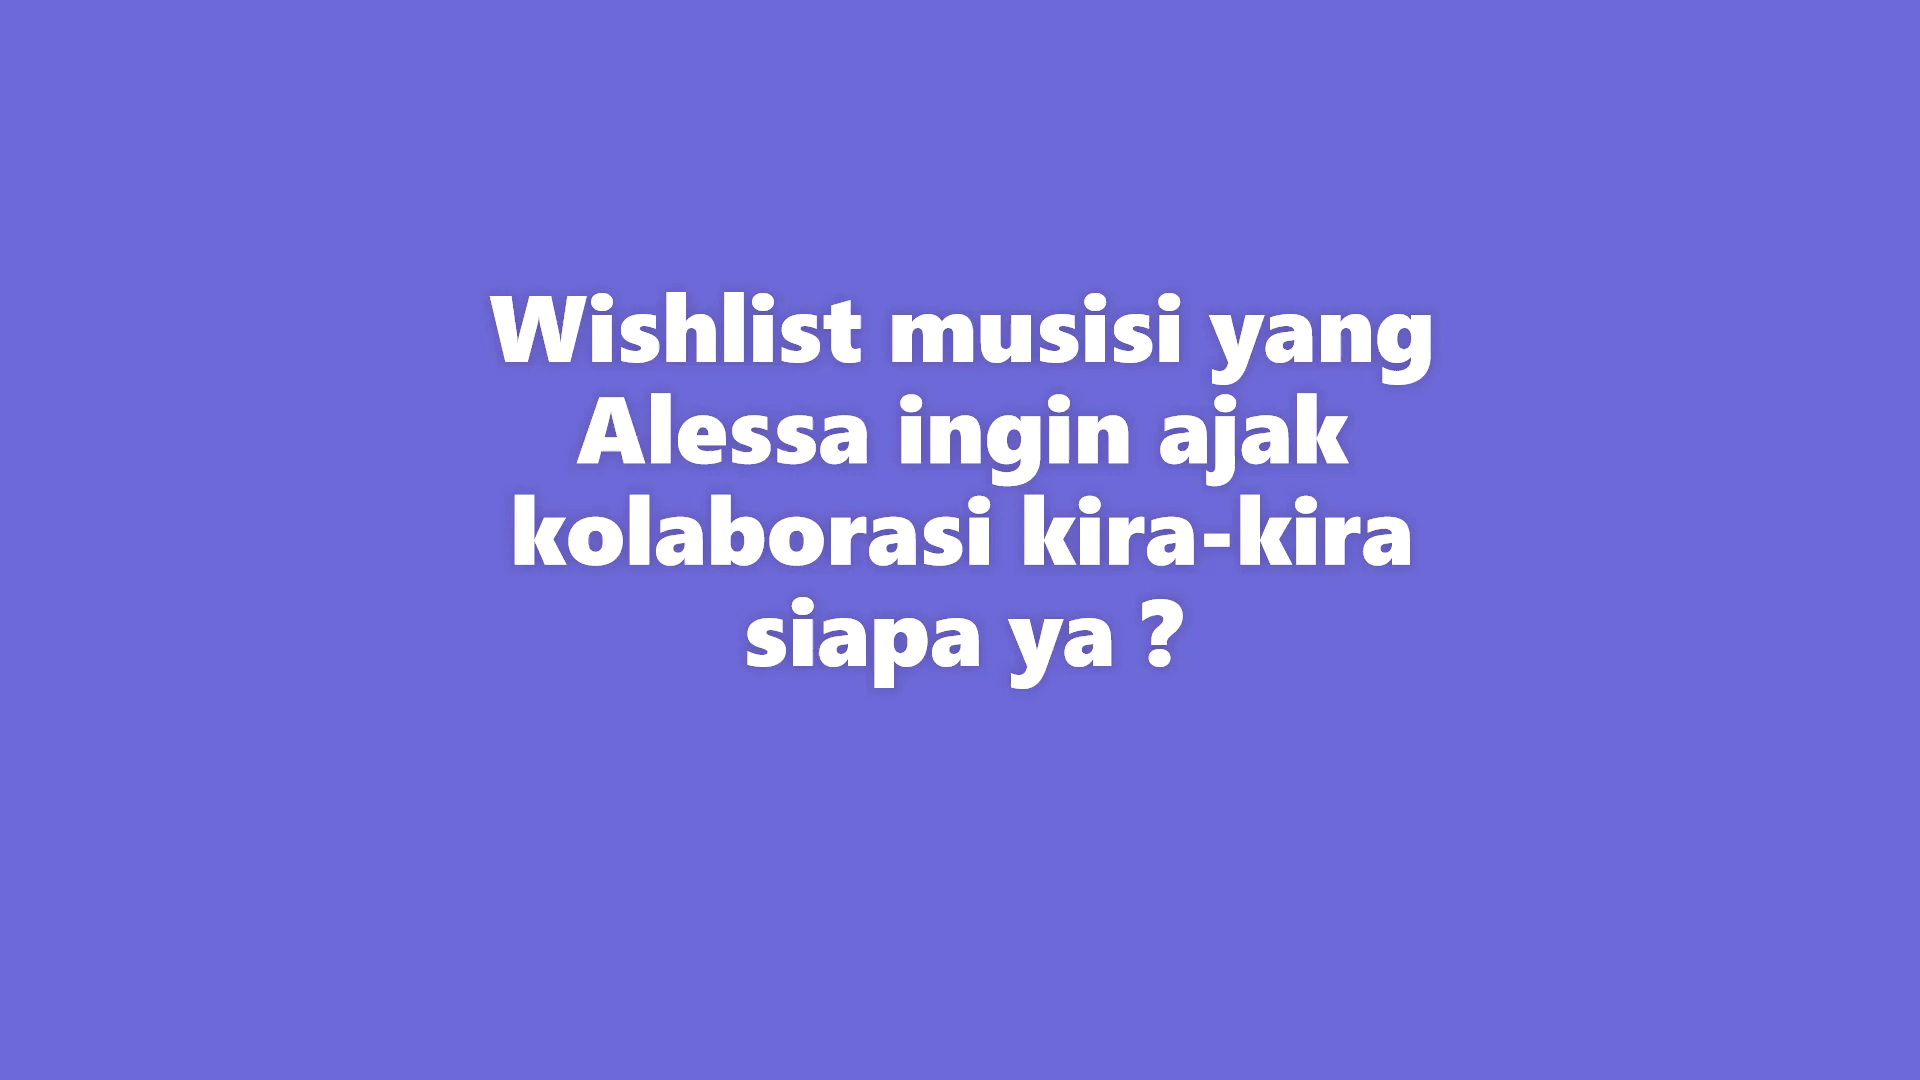 Wishlist musisi yang
Alessa ingin ajak
kolaborasi kira-kira
siapa ya ?